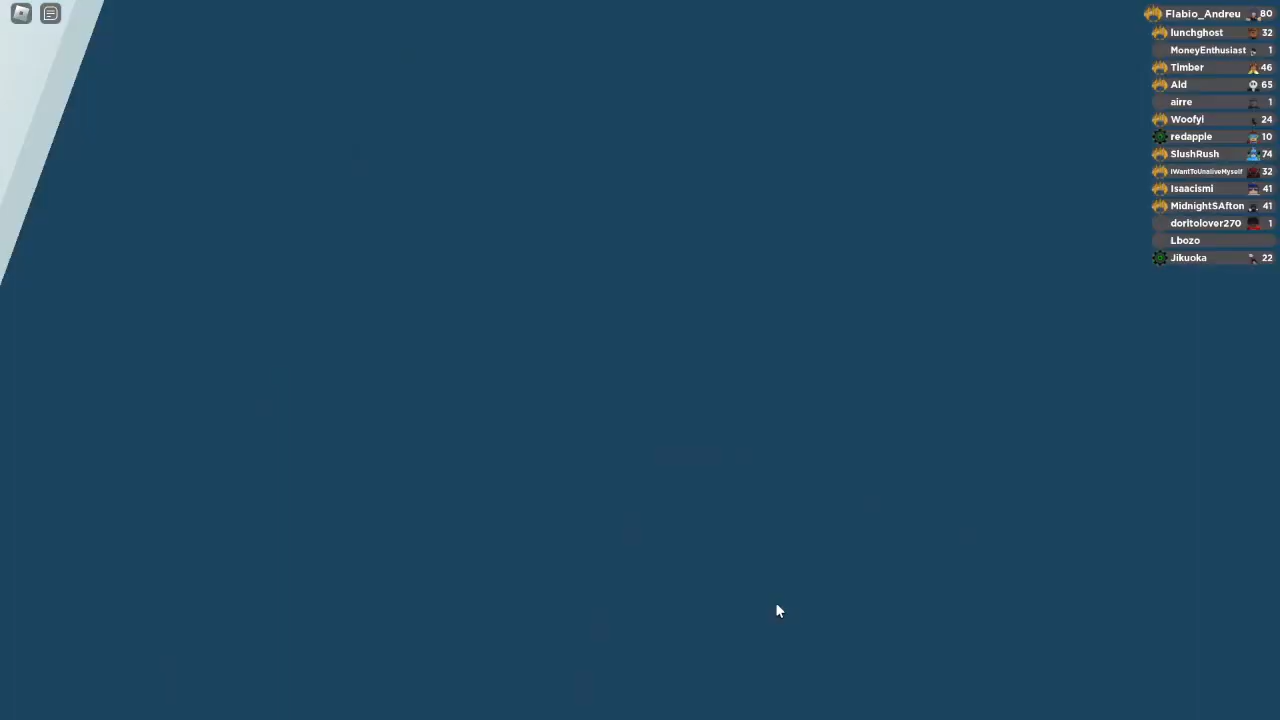 Flabio_Andreu 80
lunchghost 32
MoneyEnthusiast 1
Timber 46
Ald 65
airre 1
Woofyl 24
redapple 10
SlushRush 74
IWantToUnaliveMyself 32
Isaacismi 41
MidnightSAfton 41
doritolover270 1
Lbozo
Jikuoka 22